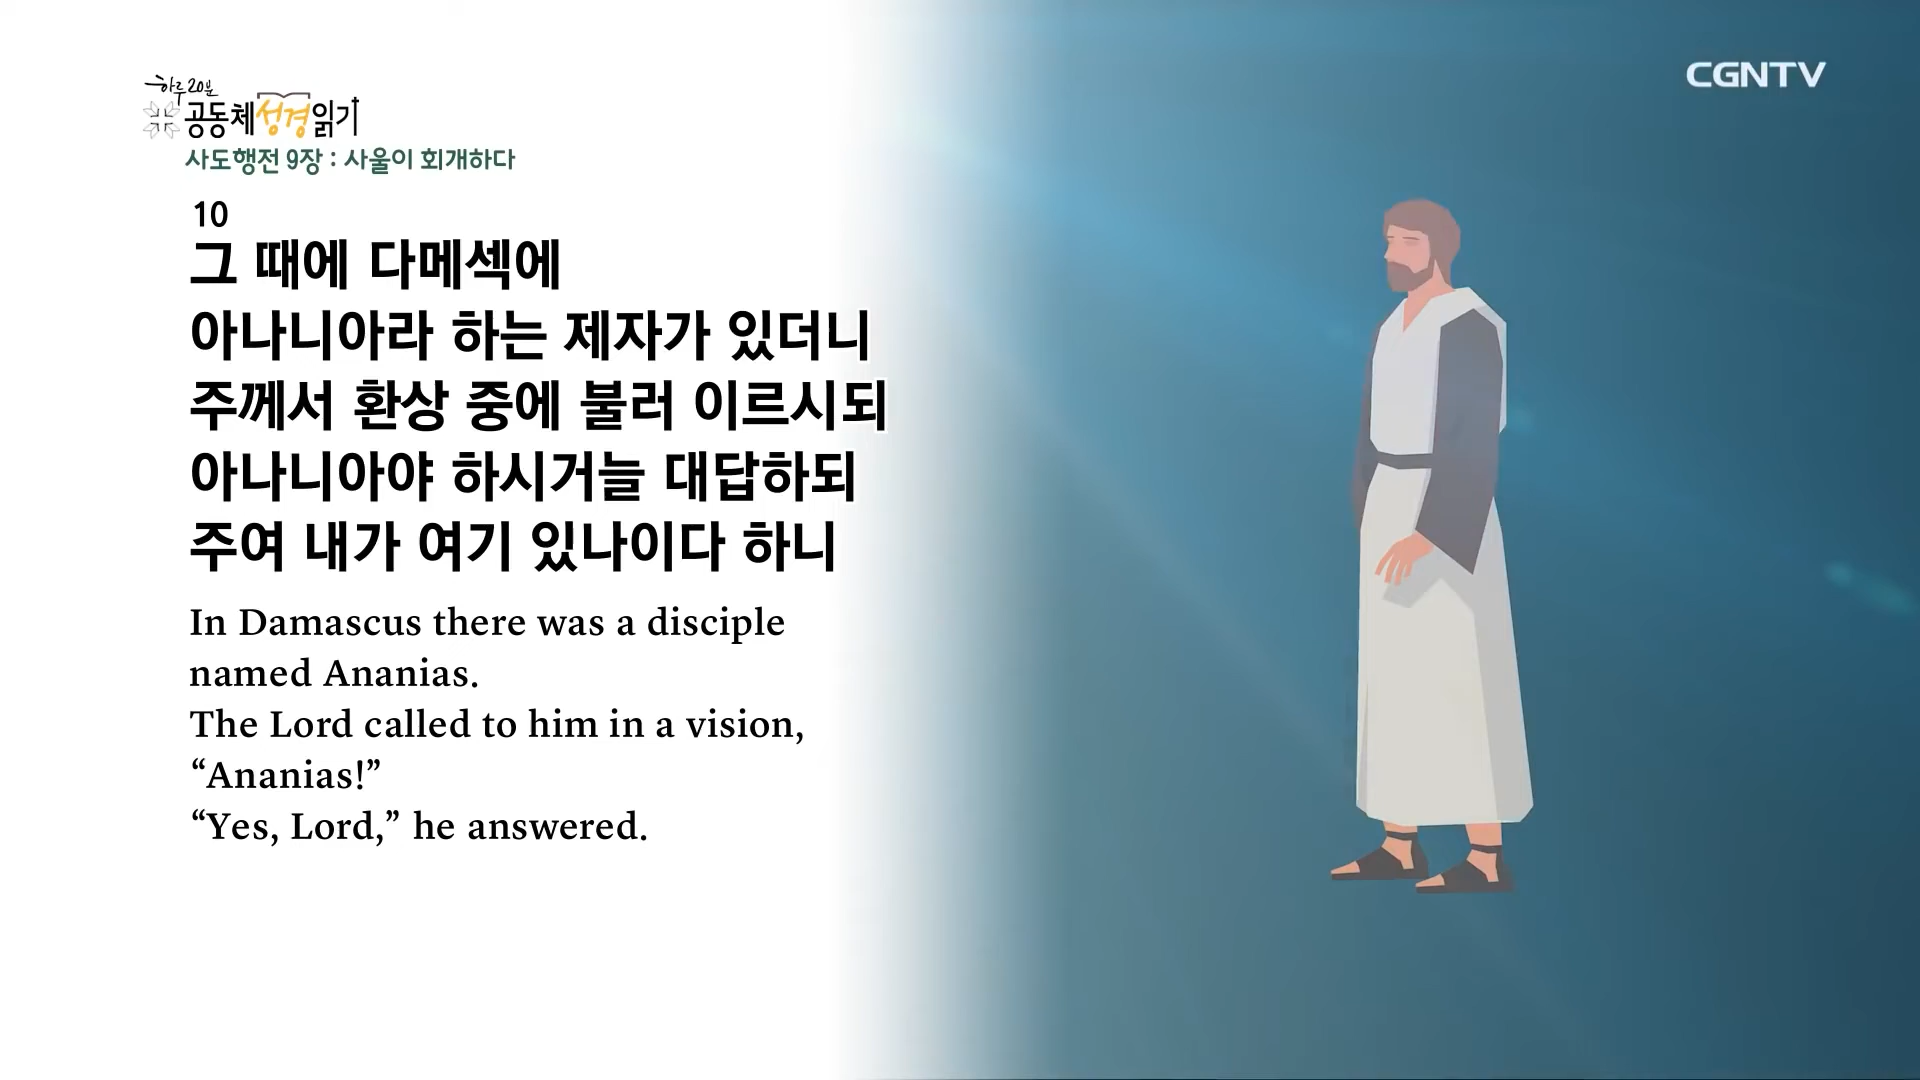 하루 20분
공동체성경읽기
CGNTV
사도행전 9장 : 사울이 회개하다
10
그 때에 다메섹에
아나니아라 하는 제자가 있더니
주께서 환상 중에 불러 이르시되
아나니아야 하시거늘 대답하되
주여 내가 여기 있나이다 하니
In Damascus there was a disciple
named Ananias.
The Lord called to him in a vision,
“Ananias!”
“Yes, Lord,” he answered.